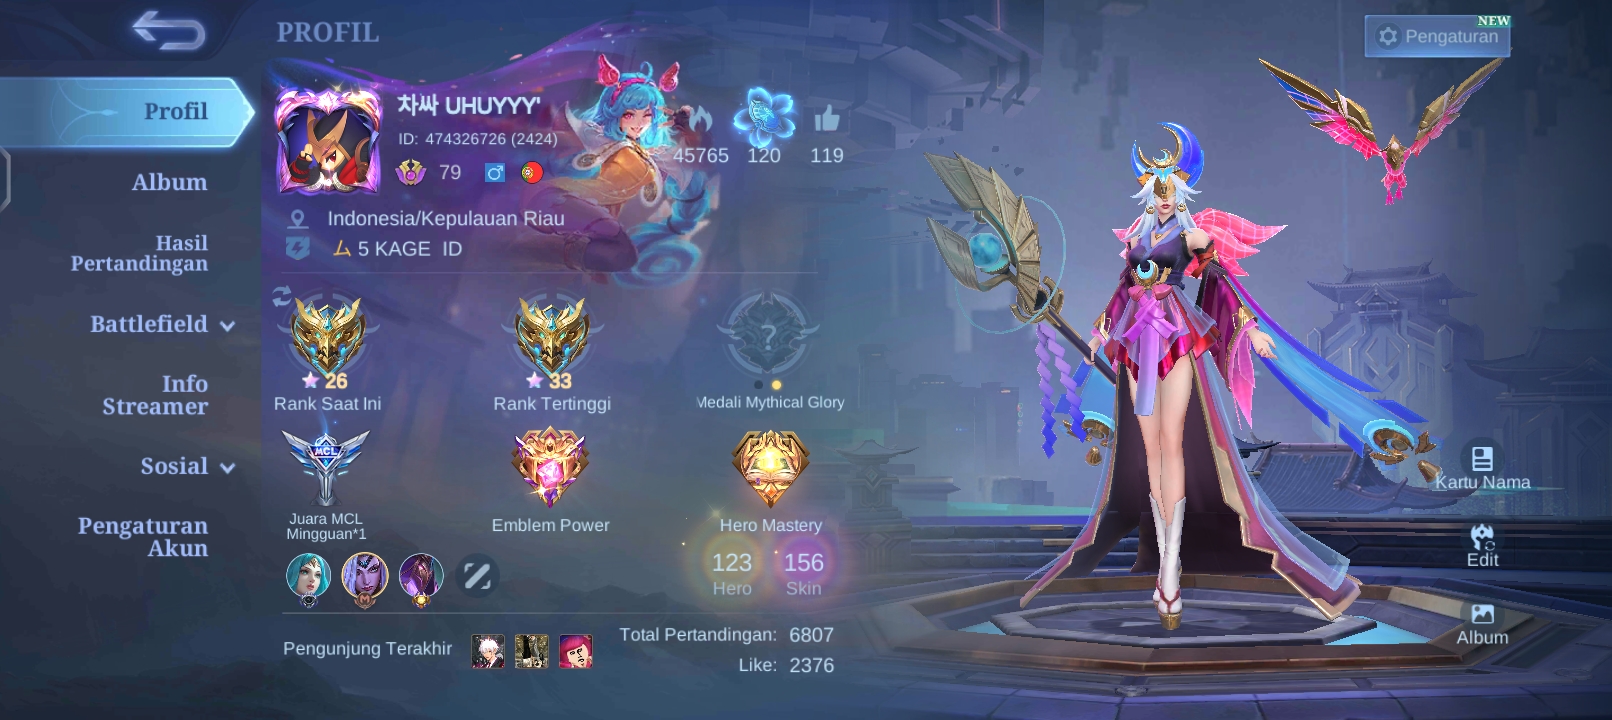 PROFIL
NEW
Pengaturan
Profil
Album
Hasil
Pertandingan
Battlefield
Info
Streamer
Sosial
Pengaturan
Akun
차싸 UHUYYY'
ID: 474326726 (2424)
79
45765
120
119
Indonesia/Kepulauan Riau
ム 5 KAGE ID
26
Rank Saat Ini
33
Rank Tertinggi
?
Medali Mythical Glory
MCL
Juara MCL
Mingguan*1
Emblem Power
Hero Mastery
123
Hero
156
Skin
M
Pengunjung Terakhir
Total Pertandingan: 6807
Like: 2376
Kartu Nama
Edit
Album